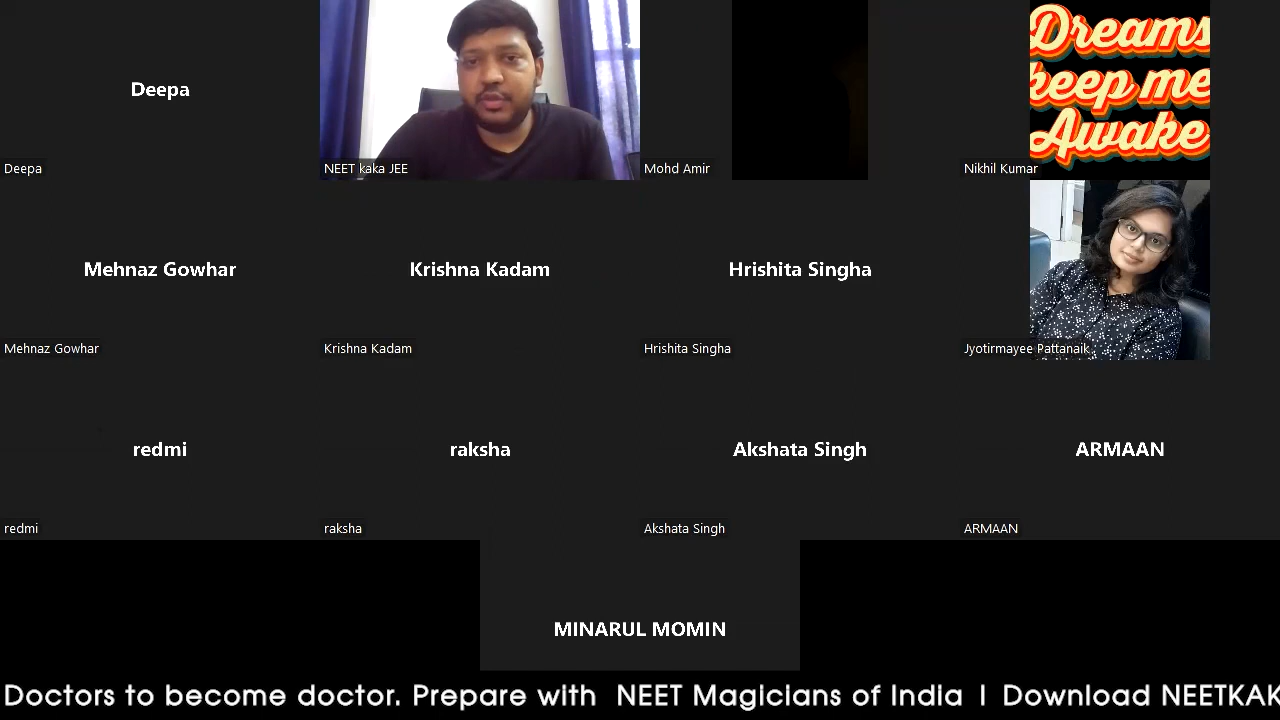 Deepa
Deepa
NEET kaka JEE
Mohd Amir
Dreams
keep me
Awake
Nikhil Kumar
Mehnaz Gowhar
Mehnaz Gowhar
Krishna Kadam
Krishna Kadam
Hrishita Singha
Hrishita Singha
Jyotirmayee Pattanaik
redmi
redmi
raksha
raksha
Akshata Singh
Akshata Singh
ARMAAN
ARMAAN
MINARUL MOMIN
Doctors to become doctor. Prepare with NEET Magicians of India I Download NEETKAK